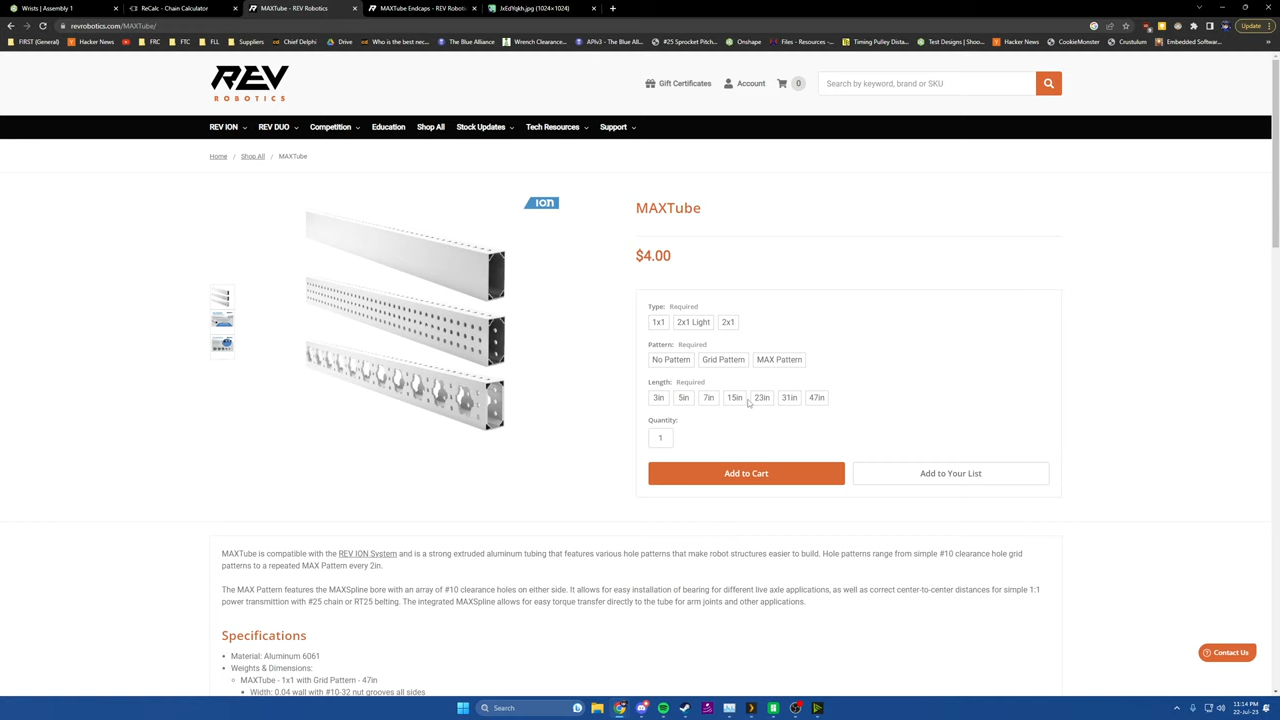 Wrists | Assembly 1
ReCalc - Chain Calculator
MAXTube - REV Robotics
MAXTube Endcaps - REV Robotic
JxEdYqkh.jpg (1024×1024)
revrobotics.com/MAXTube/
Update
FIRST (General)
Hacker News
FRC
FTC
FLL
Suppliers
Chief Delphi
Drive
Who is the best nec...
The Blue Alliance
Wrench Clearance...
APIv3 - The Blue All...
#25 Sprocket Pitch...
Onshape
Files - Resources -...
Timing Pulley Dista...
Test Designs | Shoo...
Hacker News
CookieMonster
Crustulum
Embedded Softwar...
REV
ROBOTICS
Gift Certificates
Account
0
Search by keyword, brand or SKU
REV ION
REV DUO
Competition
Education
Shop All
Stock Updates
Tech Resources
Support
Home / Shop All / MAXTube
ION
MAXTube
$4.00
Type: Required
1x1
2x1 Light
2x1
Pattern: Required
No Pattern
Grid Pattern
MAX Pattern
Length: Required
3in
5in
7in
15in
23in
31in
47in
Quantity:
1
Add to Cart
Add to Your List
MAXTube is compatible with the REV ION System and is a strong extruded aluminum tubing that features various hole patterns that make robot structures easier to build. Hole patterns range from simple #10 clearance hole grid
patterns to a repeated MAX Pattern every 2in.
The MAX Pattern features the MAXSpline bore with an array of #10 clearance holes on either side. It allows for easy installation of bearing for different live axle applications, as well as correct center-to-center distances for simple 1:1
power transmittion with #25 chain or RT25 belting. The integrated MAXSpline allows for easy torque transfer directly to the tube for arm joints and other applications.
Specifications
Material: Aluminum 6061
Weights & Dimensions:
MAXTube - 1x1 with Grid Pattern - 47in
Width: 0.04 wall with #10-32 nut grooves all sides
Contact Us
Search
11:14 PM
22-Jul-23